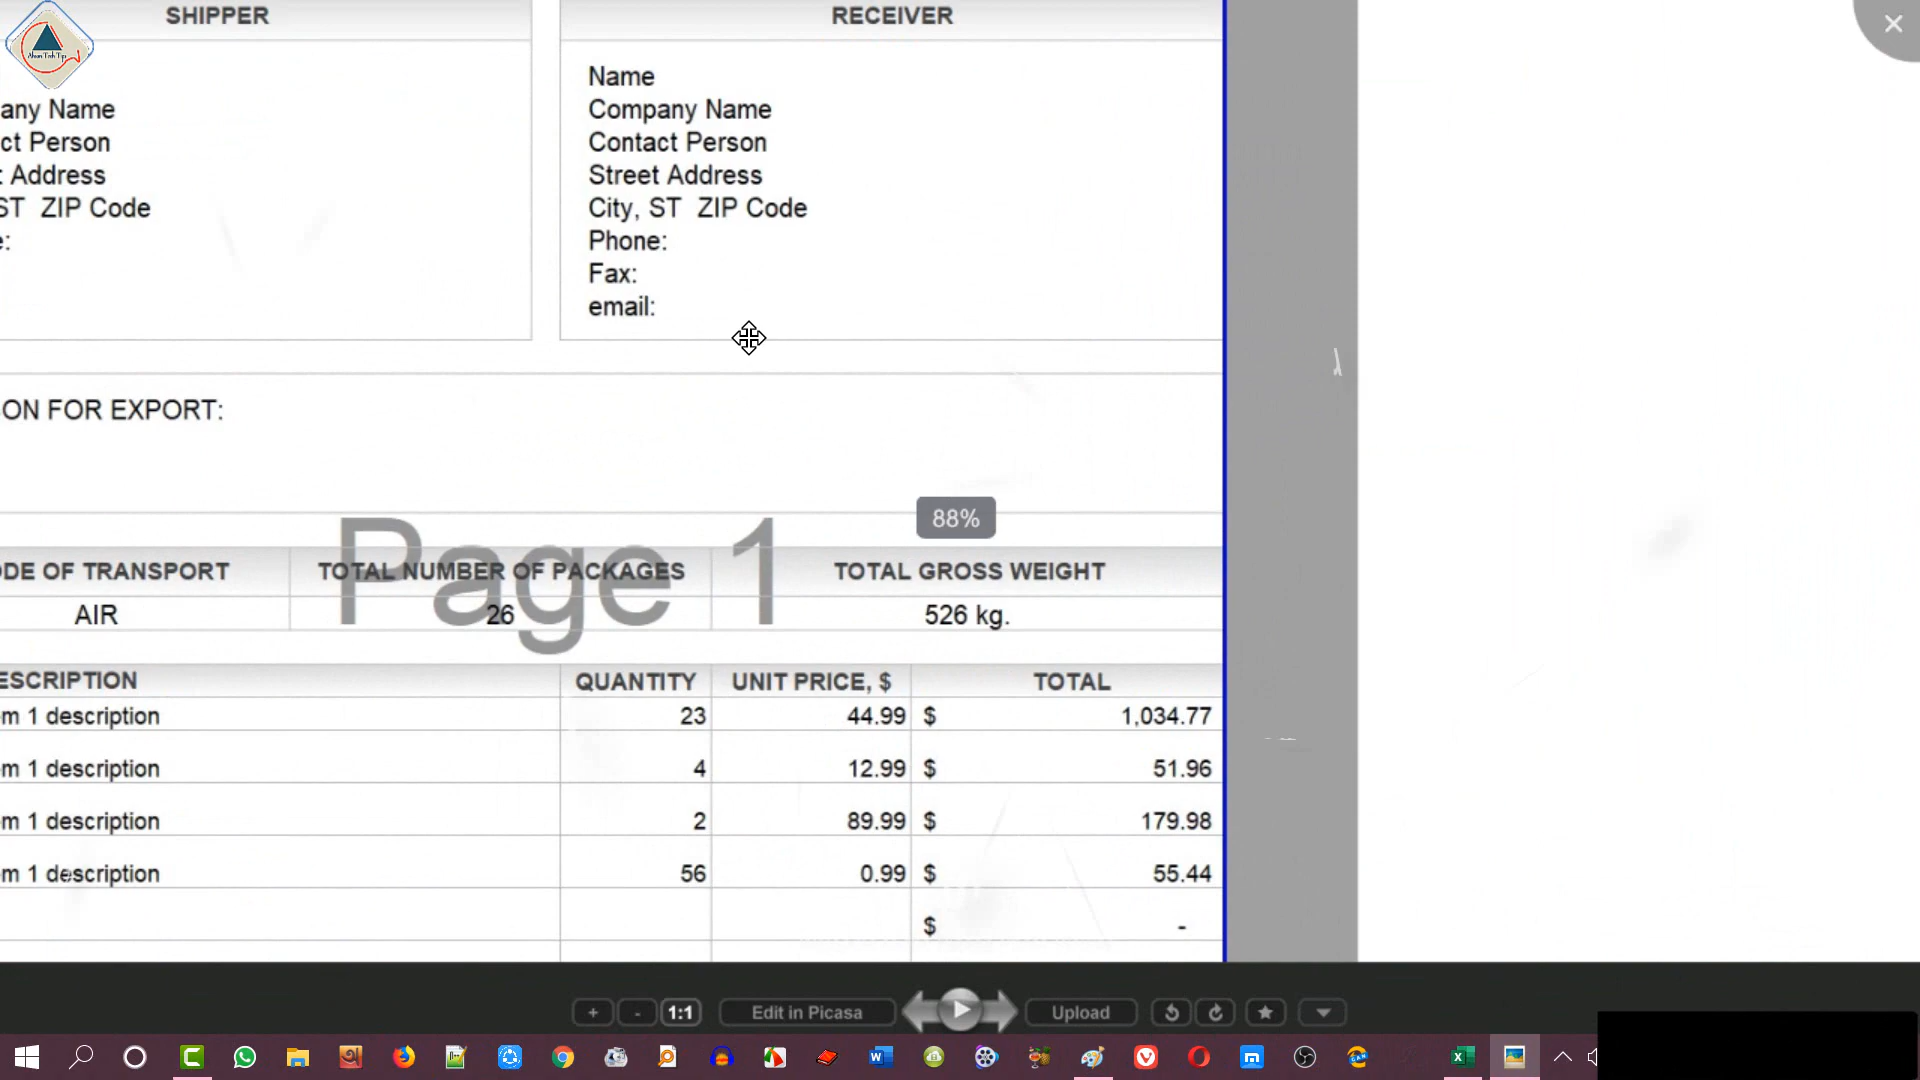 SHIPPER
RECEIVER
Ahsan Tech Tips
any Name
ct Person
Address
ST ZIP Code
e:
Name
Company Name
Contact Person
Street Address
City, ST ZIP Code
Phone:
Fax:
email:
ON FOR EXPORT:
88%
Page 1
DE OF TRANSPORT
TOTAL NUMBER OF PACKAGES
TOTAL GROSS WEIGHT
AIR
26
526 kg.
ESCRIPTION
QUANTITY
UNIT PRICE, $
TOTAL
m 1 description 23 44.99 $ 1,034.77
m 1 description 4 12.99 $ 51.96
m 1 description 2 89.99 $ 179.98
m 1 description 56 0.99 $ 55.44
$ -
+ - 1:1 Edit in Picasa Upload